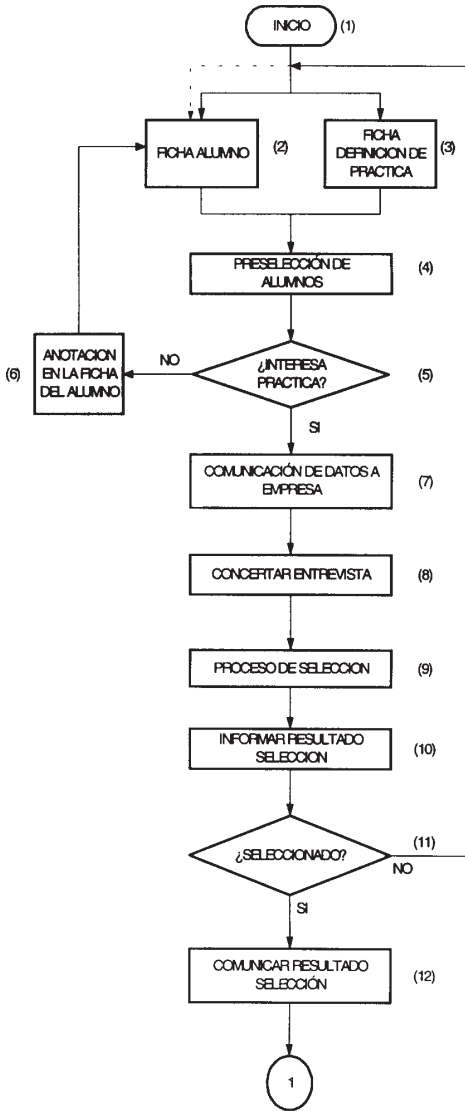 INICIO (1)
FICHA ALUMNO (2)
FICHA
DEFINICION DE
PRACTICA
(3)
PRESELECCIÓN DE
ALUMNOS
(4)
¿INTERESA
PRACTICA?
(5)
NO
SI
(6)
ANOTACION
EN LA FICHA
DEL ALUMNO
COMUNICACIÓN DE DATOS A
EMPRESA
(7)
CONCERTAR ENTREVISTA (8)
PROCESO DE SELECCION (9)
INFORMAR RESULTADO
SELECCION
(10)
¿SELECCIONADO?
(11)
NO
SI
COMUNICAR RESULTADO
SELECCIÓN
(12)
1